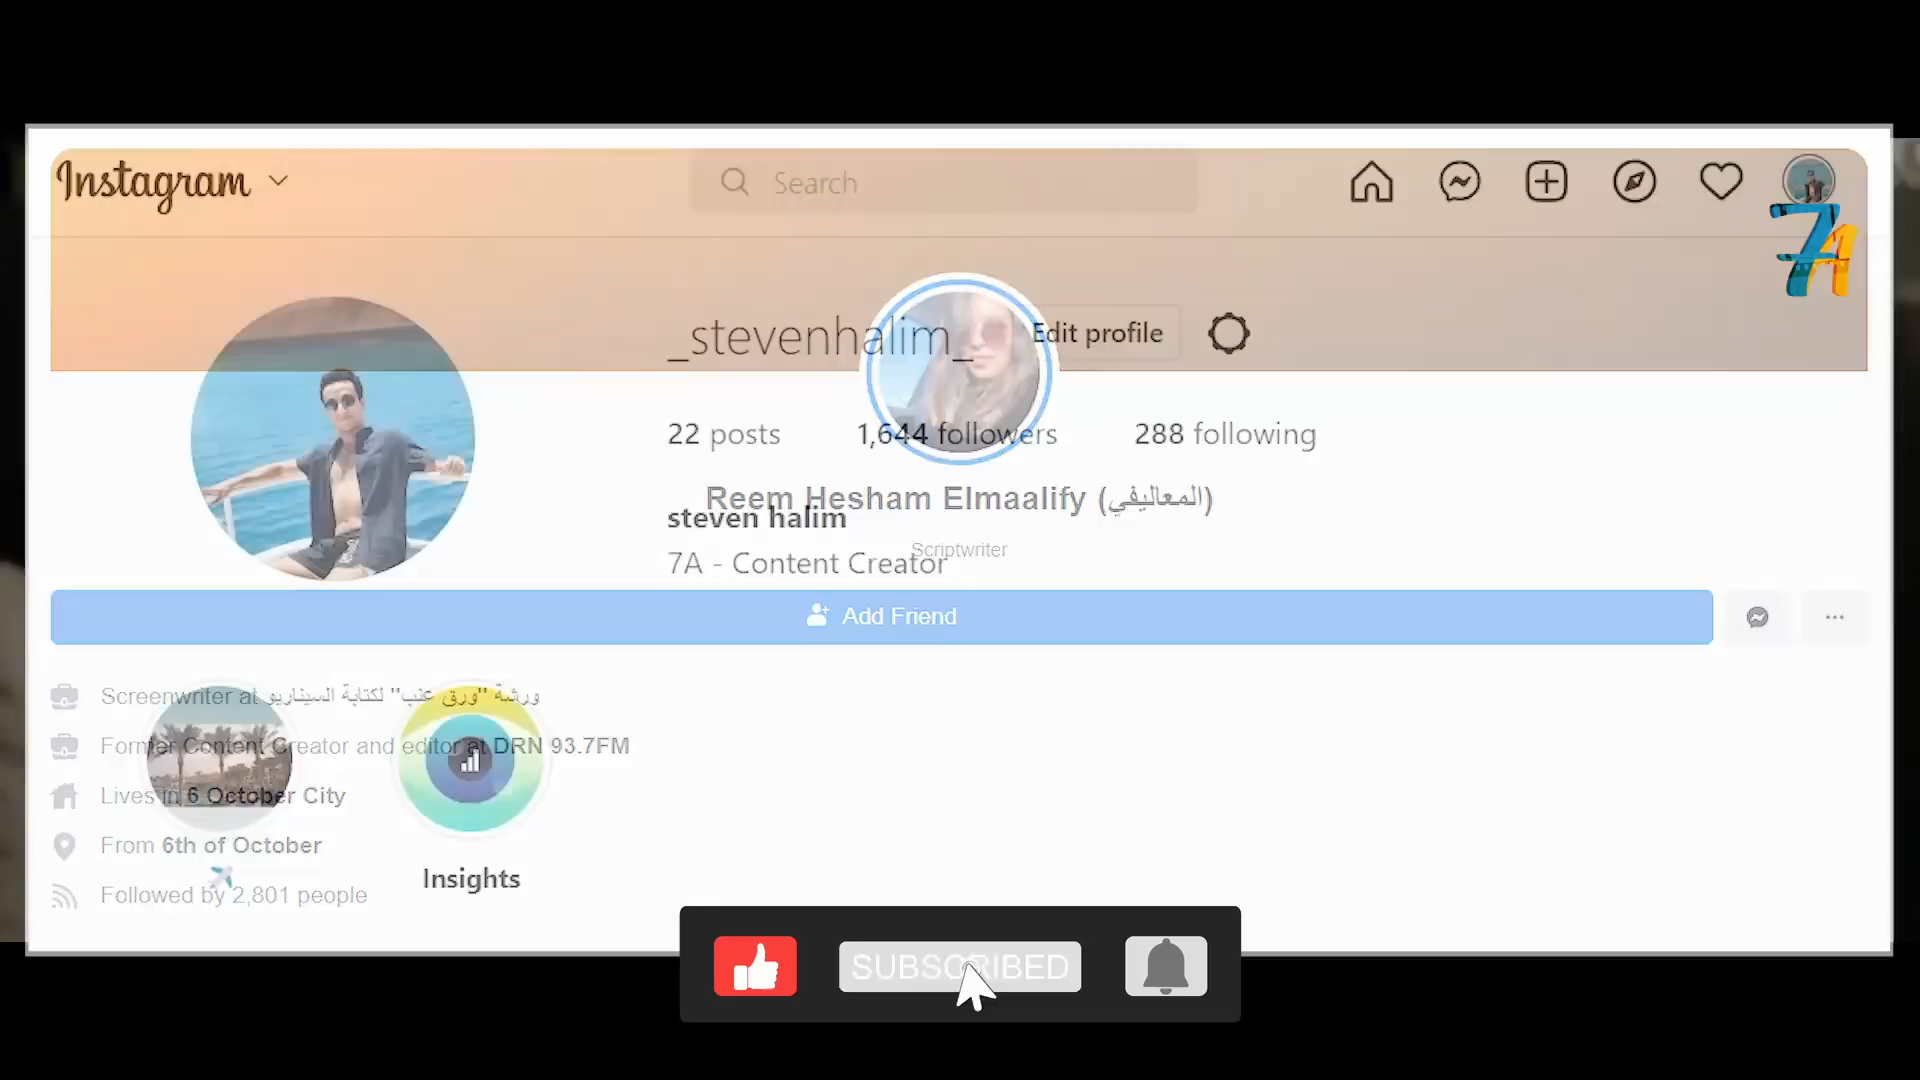 Instagram
Search
7A
_stevenhalim_
Edit profile
22 posts
1,644 followers
288 following
Reem Hesham Elmaalify (المعاليفي)
steven halim
Scriptwriter
7A - Content Creator
Add Friend
Screenwriter at ورشة "ورق عنب" لكتابة السيناريو
Former Content Creator and editor at DRN 93.7FM
Lives in 6 October City
From 6th of October
Insights
Followed by 2,801 people
SUBSCRIBED